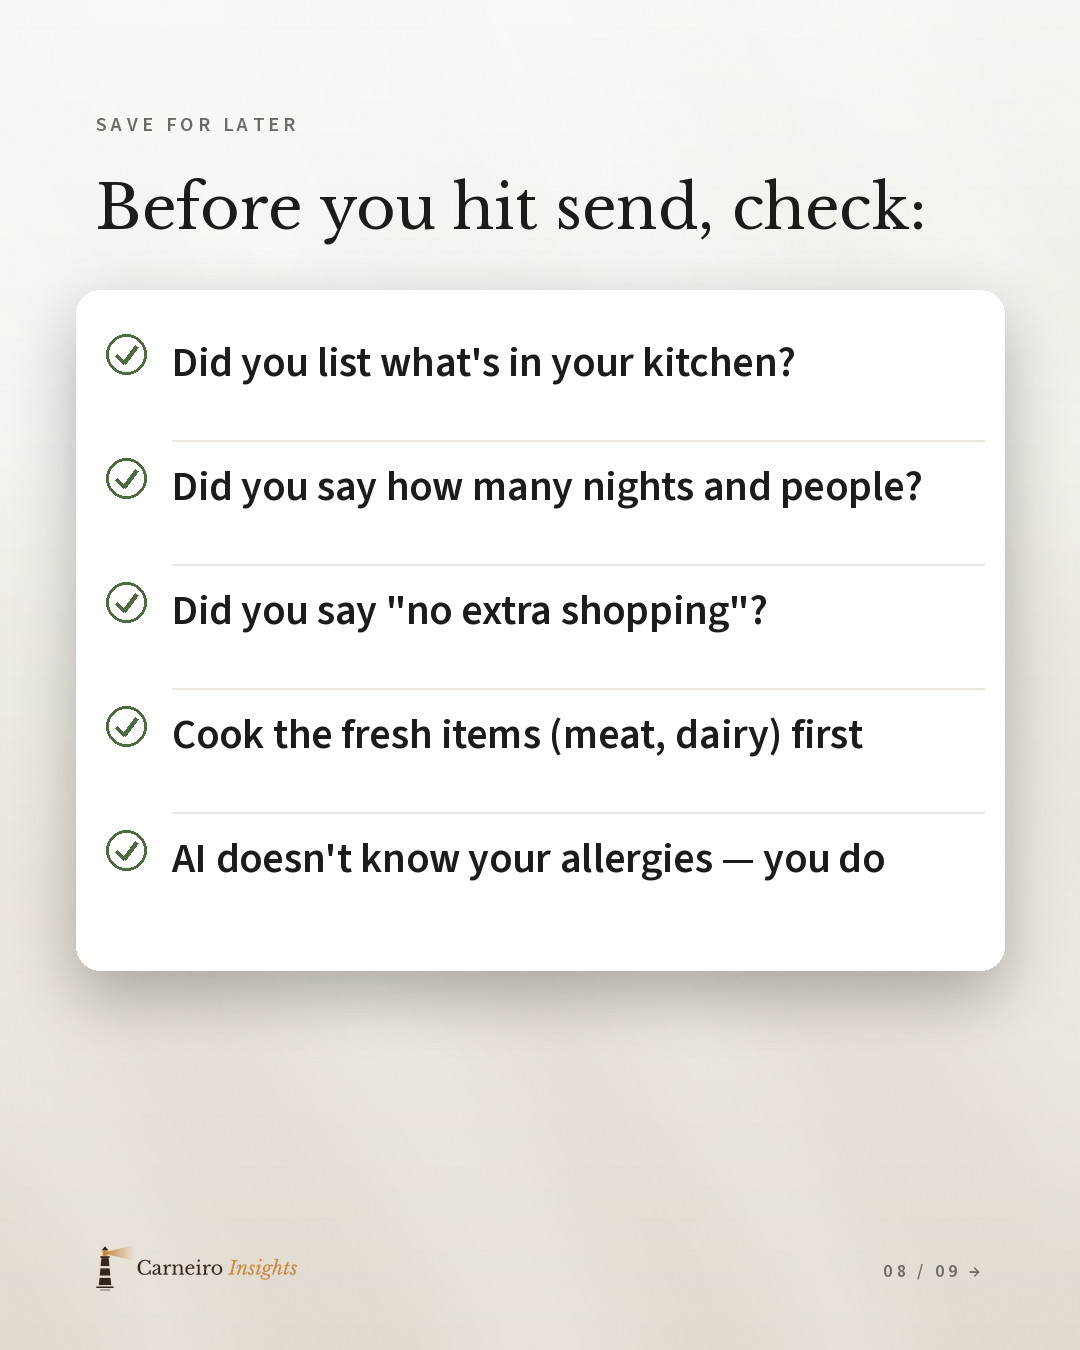 SAVE FOR LATER
Before you hit send, check:
Did you list what's in your kitchen?
Did you say how many nights and people?
Did you say "no extra shopping"?
Cook the fresh items (meat, dairy) first
AI doesn't know your allergies — you do
Carneiro Insights
08 / 09 →